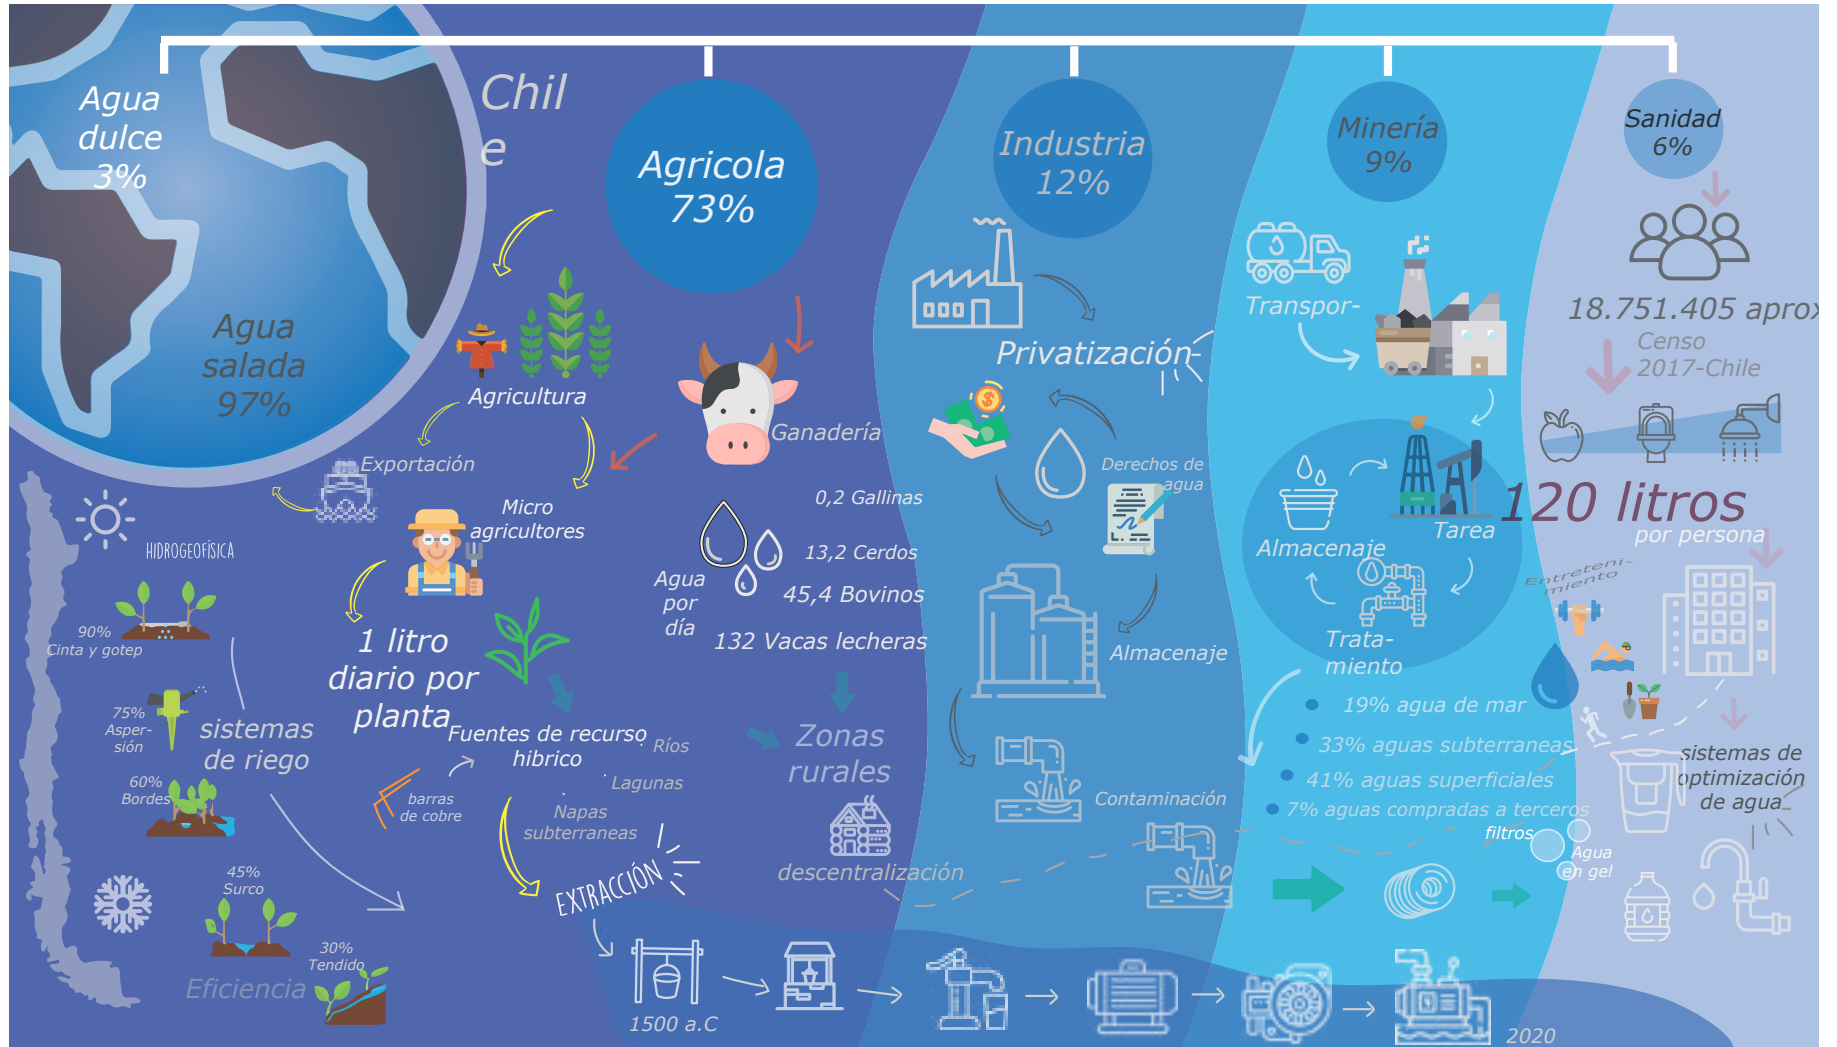 Agua
dulce
3%
Agua
salada
97%
Chil
e
Agricola
73%
Industria
12%
Minería
9%
Sanidad
6%
Agricultura
Exportación
Micro
agricultores
1 litro
diario por
planta
Ganadería
0,2 Gallinas
13,2 Cerdos
45,4 Bovinos
132 Vacas lecheras
Agua
por
día
HIDROGEOFÍSICA
90%
Cinta y gotep
75%
Asper-
sión
60%
Bordes
45%
Surco
30%
Tendido
sistemas
de riego
Eficiencia
Fuentes de recurso
hibrico
Ríos
Lagunas
Napas
subterraneas
barras
de cobre
EXTRACCIÓN
Zonas
rurales
descentralización
1500 a.C
2020
Privatización-
Derechos de
agua
Almacenaje
Contaminación
Transpor-
Almacenaje
Tarea
Trata-
miento
19% agua de mar
33% aguas subterraneas
41% aguas superficiales
7% aguas compradas a terceros
filtros
Agua
en gel
18.751.405 aprox
Censo
2017-Chile
120 litros
por persona
Entreteni-
miento
sistemas de
optimización
de agua